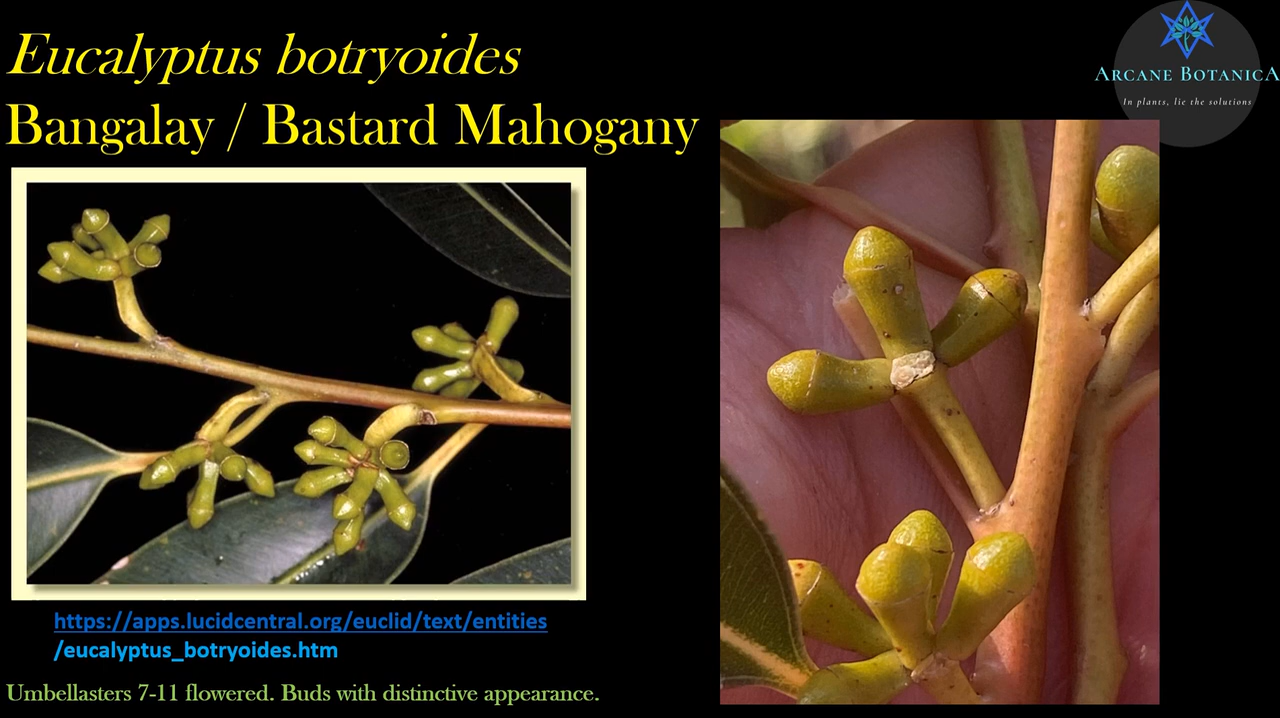 Eucalyptus botryoides
Bangalay / Bastard Mahogany
ARCANE BOTANICA
In plants, lie the solutions
https://apps.lucidcentral.org/euclid/text/entities
/eucalyptus_botryoides.htm
Umbellasters 7-11 flowered. Buds with distinctive appearance.